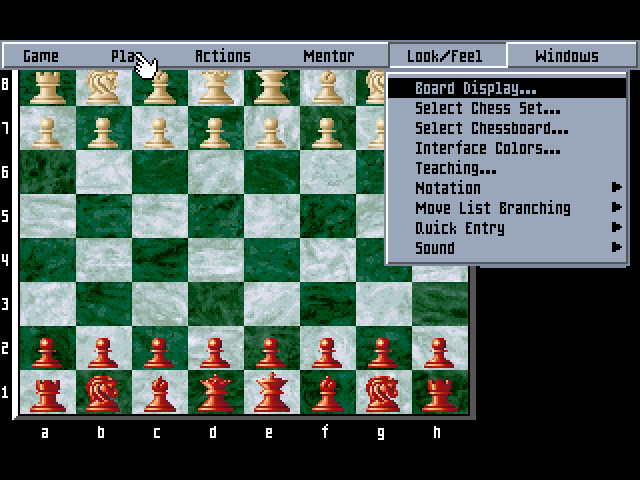 Game Play Actions Mentor Look/Feel Windows
Board Display...
Select Chess Set...
Select Chessboard...
Interface Colors...
Teaching...
Notation
Move List Branching
Quick Entry
Sound
8
7
6
5
4
3
2
1
a b c d e f g h